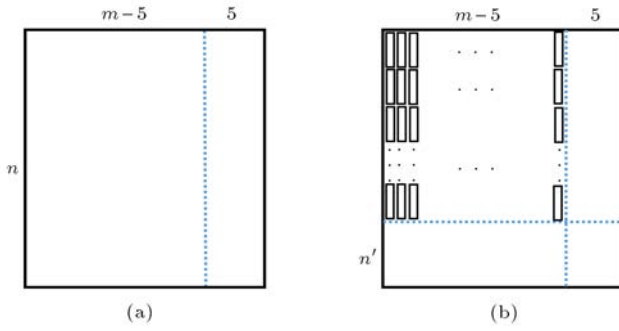 m − 5 5
n
(a)
m − 5 5
. . .
. . .
. . .
n′
(b)